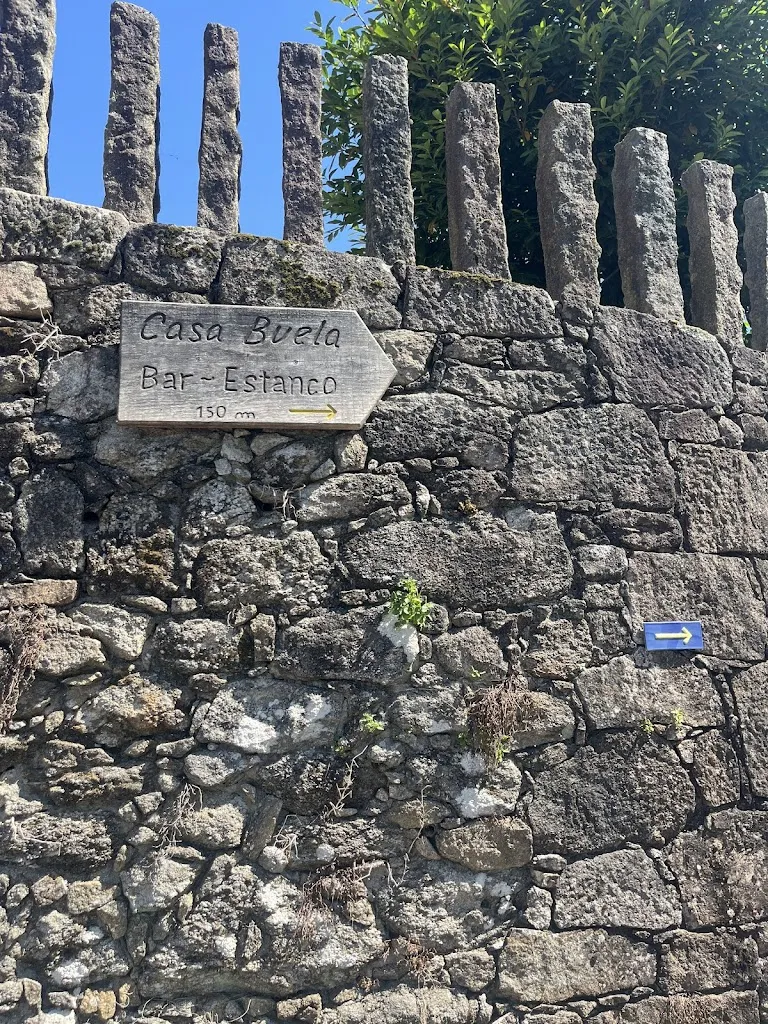 Casa Buela
Bar - Estanco
150 m